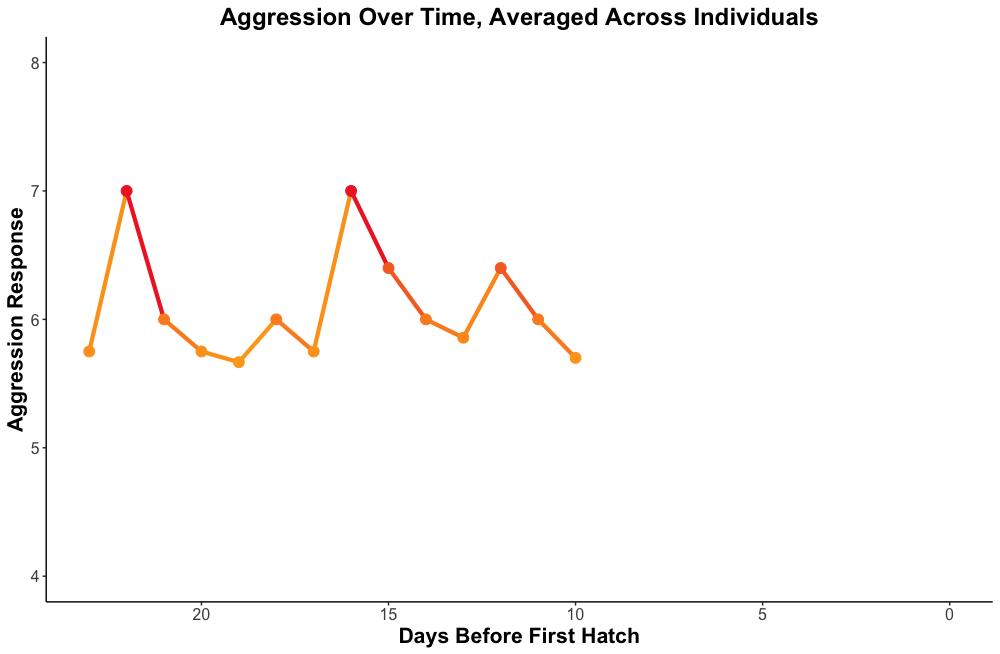 Aggression Over Time, Averaged Across Individuals
Aggression Response
8
7
6
5
4
20 15 10 5 0
Days Before First Hatch